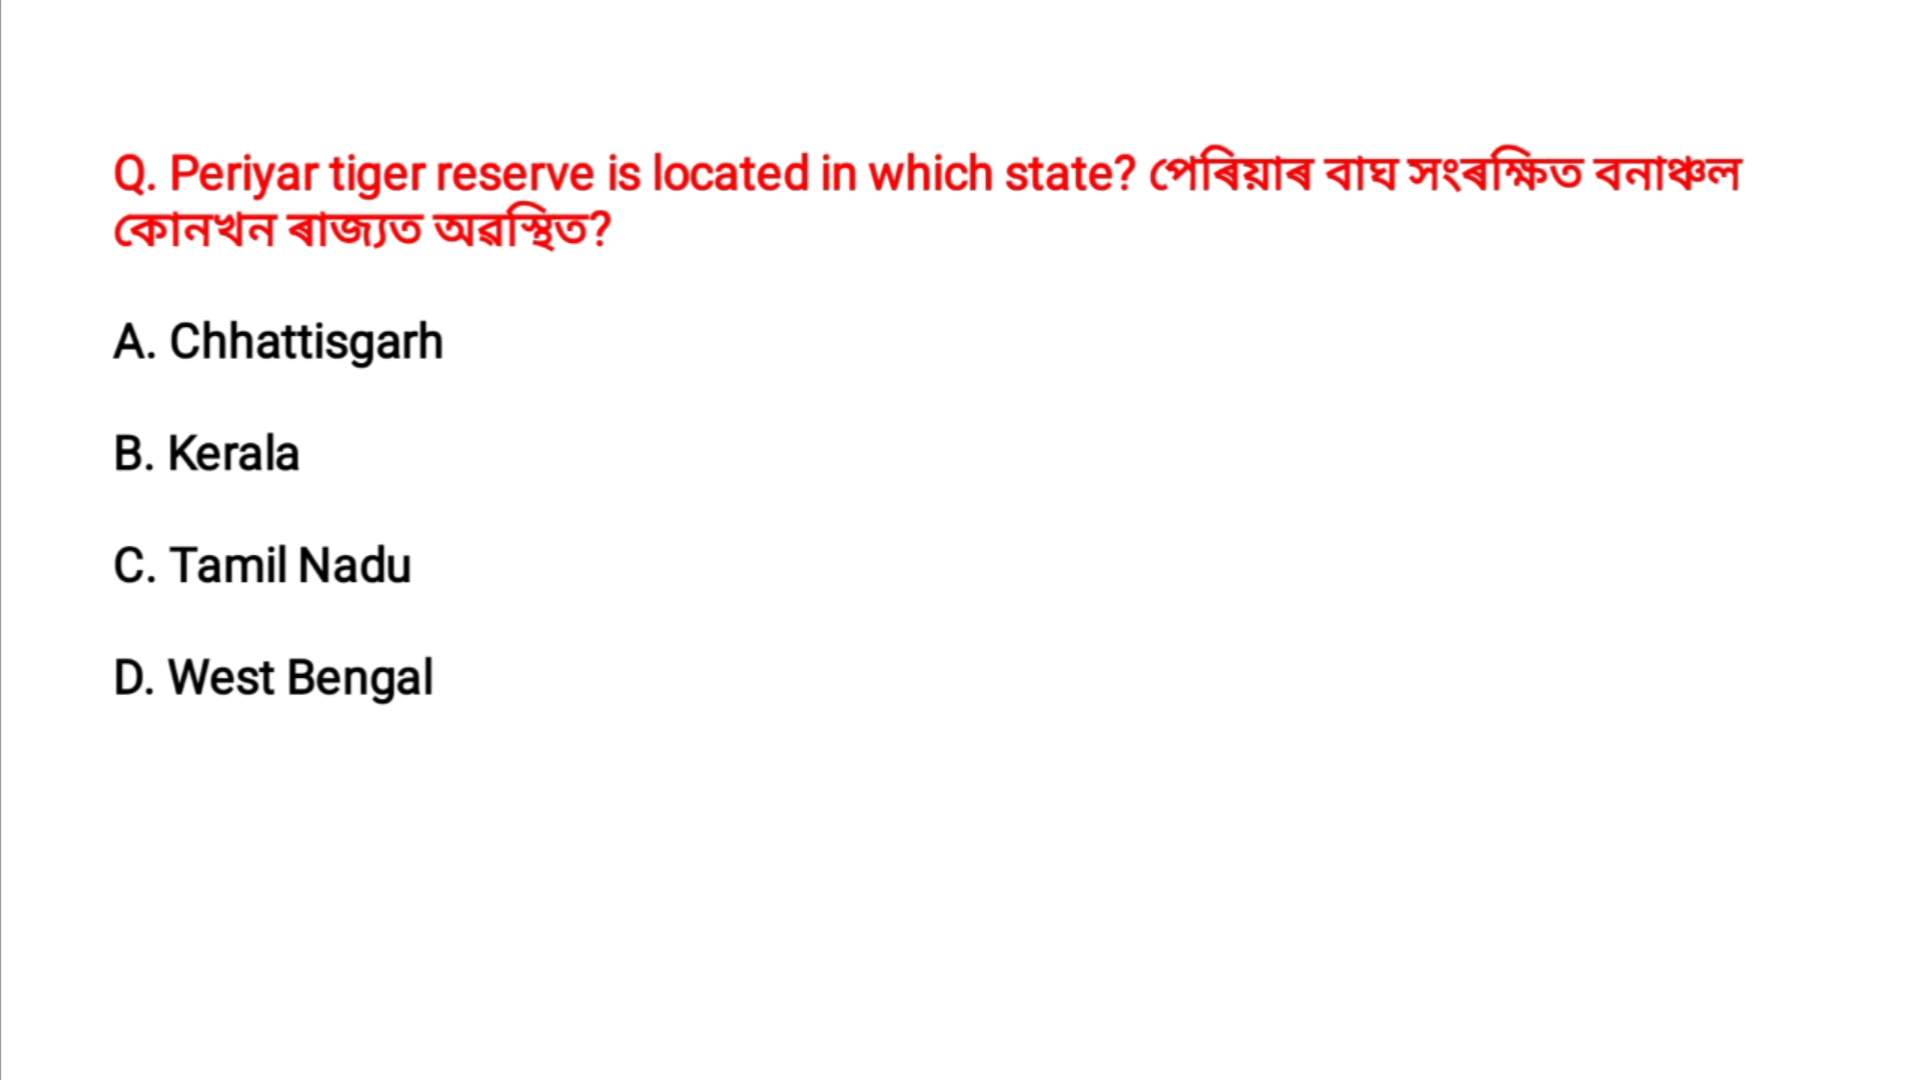 Q. Periyar tiger reserve is located in which state? পেৰিয়াৰ বাঘ সংৰক্ষিত বনাঞ্চল
কোনখন ৰাজ্যত অৱস্থিত?
A. Chhattisgarh
B. Kerala
C. Tamil Nadu
D. West Bengal